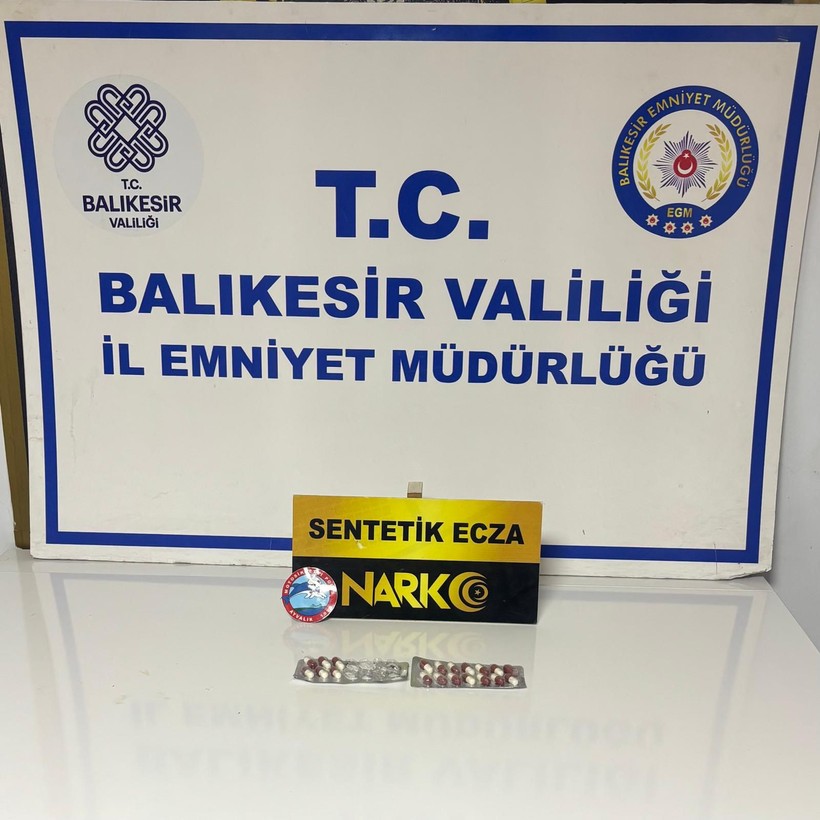 T.C.
BALIKESİR
VALİLİĞİ
BALIKESİR EMNİYET MÜDÜRLÜĞÜ
EGM
T.C.
BALIKESİR VALİLİĞİ
İL EMNİYET MÜDÜRLÜĞÜ
SENTETİK ECZA
NARKO
AYVALIK